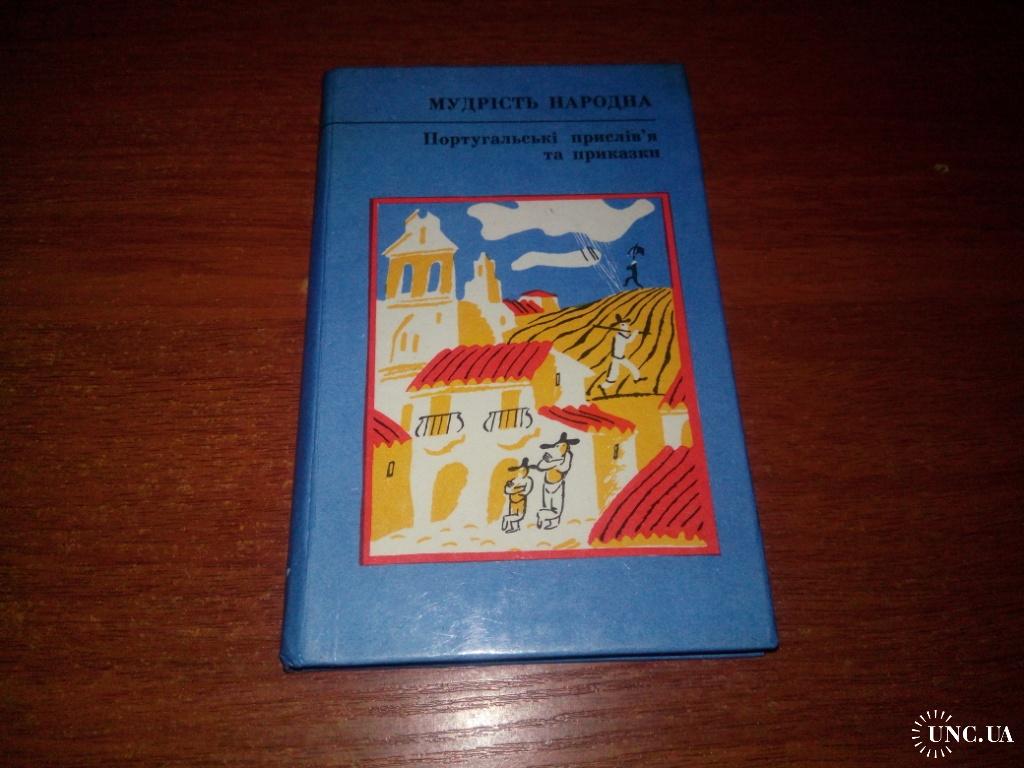 МУДРІСТЬ НАРОДНА
Португальські прислів'я
та приказки
UNC.UA